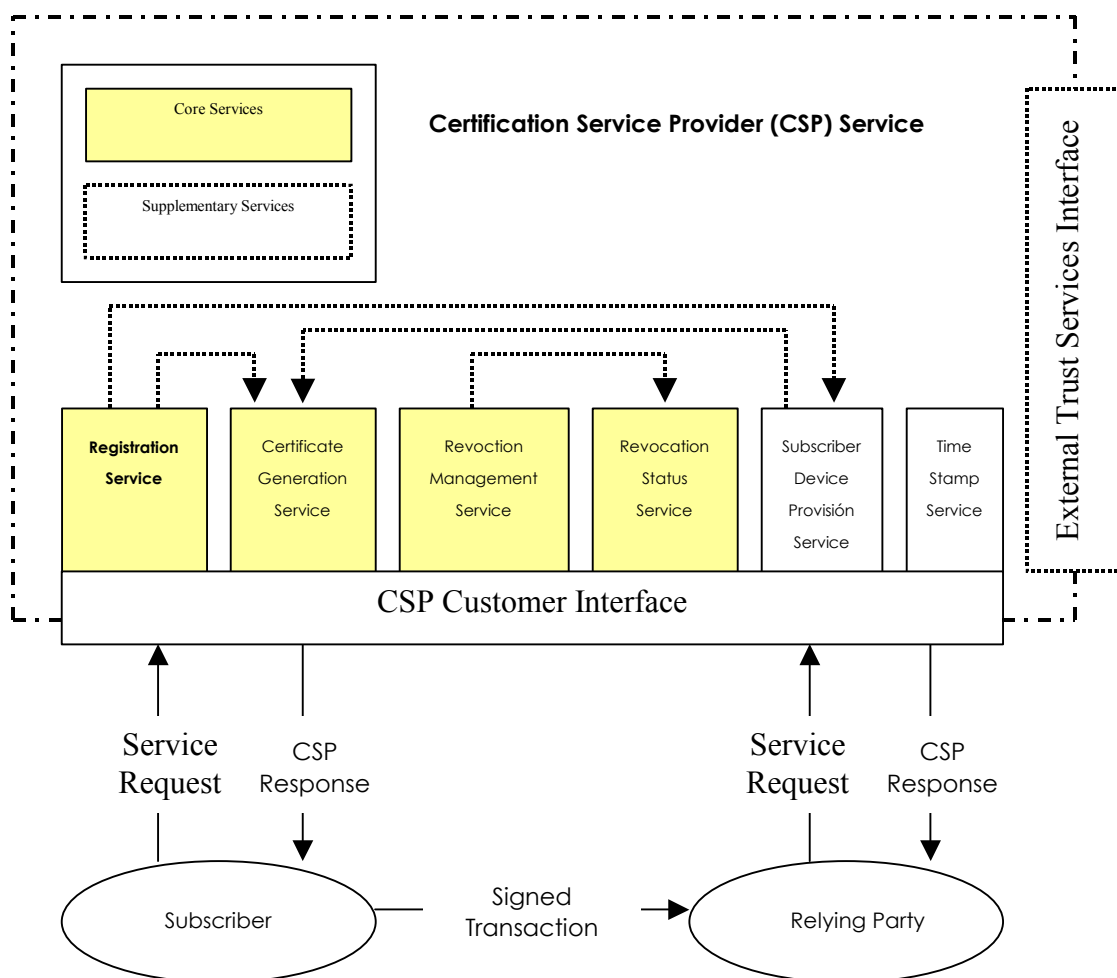 Core Services
Supplementary Services
Certification Service Provider (CSP) Service
External Trust Services Interface
Registration
Service
Certificate
Generation
Service
Revoction
Management
Service
Revocation
Status
Service
Subscriber
Device
Provisión
Service
Time
Stamp
Service
CSP Customer Interface
Service
Request
CSP
Response
Service
Request
CSP
Response
Subscriber
Signed
Transaction
Relying Party